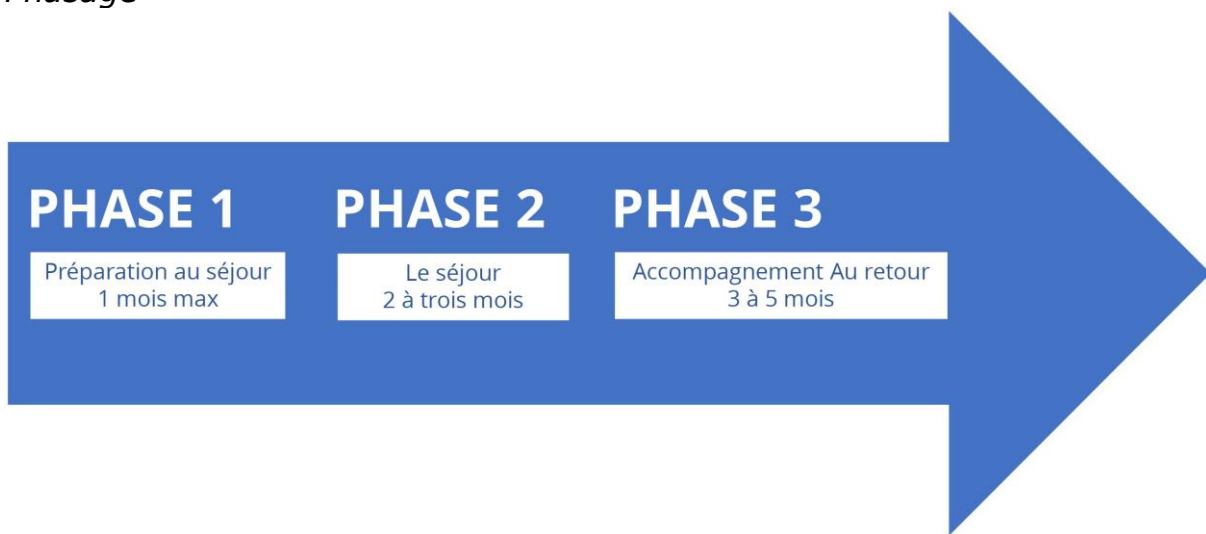 Phasage
PHASE 1
Préparation au séjour
1 mois max
PHASE 2
Le séjour
2 à trois mois
PHASE 3
Accompagnement Au retour
3 à 5 mois